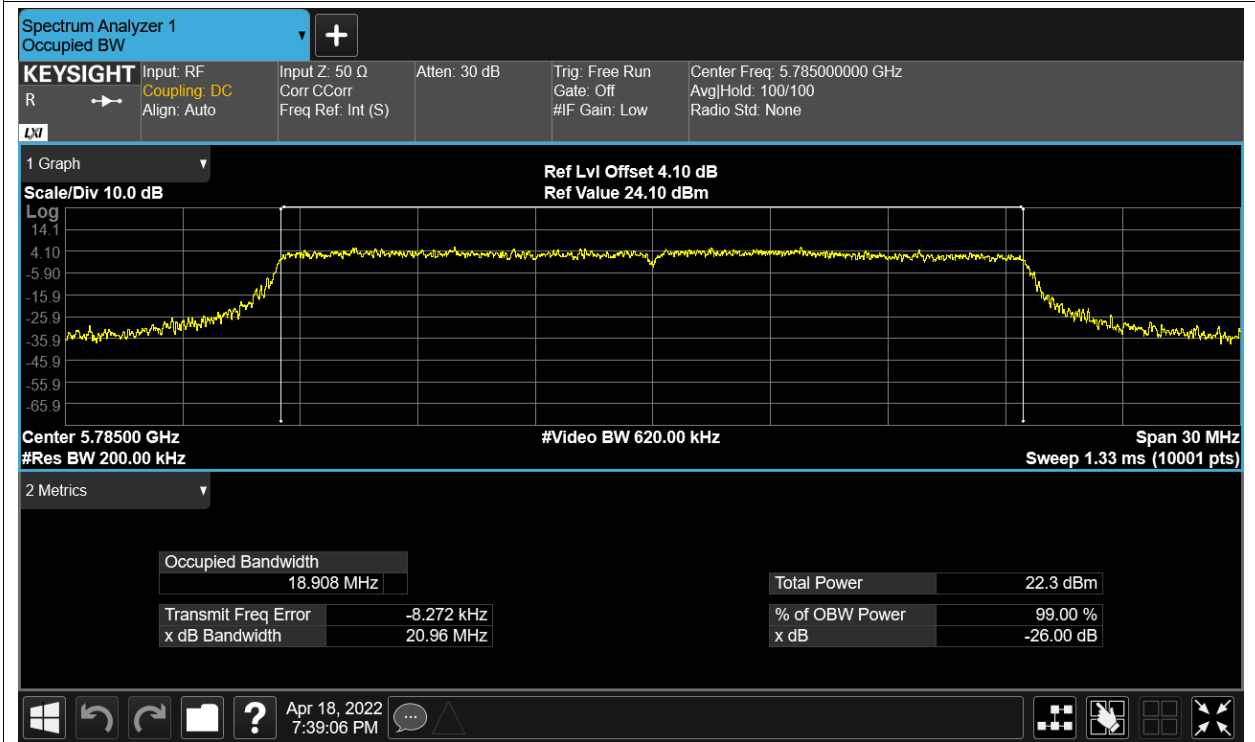 Spectrum Analyzer 1
Occupied BW
KEYSIGHT
R
LXI
Input: RF
Coupling: DC
Align: Auto
Input Z: 50 Ω
Corr CCorr
Freq Ref: Int (S)
Atten: 30 dB
Trig: Free Run
Gate: Off
#IF Gain: Low
Center Freq: 5.785000000 GHz
Avg|Hold: 100/100
Radio Std: None
1 Graph
Scale/Div 10.0 dB
Ref Lvl Offset 4.10 dB
Ref Value 24.10 dBm
Log
14.1
4.10
-5.90
-15.9
-25.9
-35.9
-45.9
-55.9
-65.9
Center 5.78500 GHz
#Video BW 620.00 kHz
Span 30 MHz
#Res BW 200.00 kHz
Sweep 1.33 ms (10001 pts)
2 Metrics
Occupied Bandwidth
18.908 MHz
Total Power 22.3 dBm
Transmit Freq Error -8.272 kHz
% of OBW Power 99.00 %
x dB Bandwidth 20.96 MHz
x dB -26.00 dB
?
Apr 18, 2022
7:39:06 PM